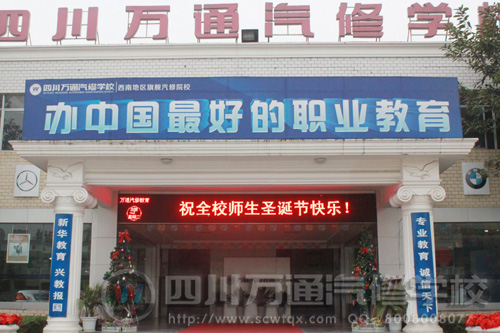 四川万通汽修学校
四川万通汽修学校 西南地区旗舰汽修院校
办中国最好的职业教育
万通汽修教育
祝全校师生圣诞节快乐！
新华教育 兴教报国
专业教育 诚信天下
四川万通汽修学校
http://www.scwtqx.com